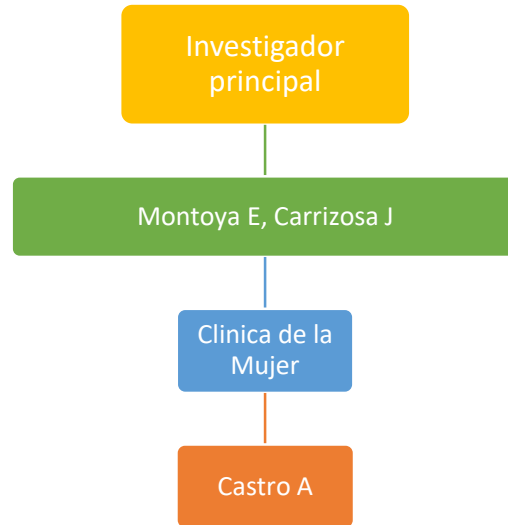 Investigador
principal
Montoya E, Carrizosa J
Clinica de la
Mujer
Castro A